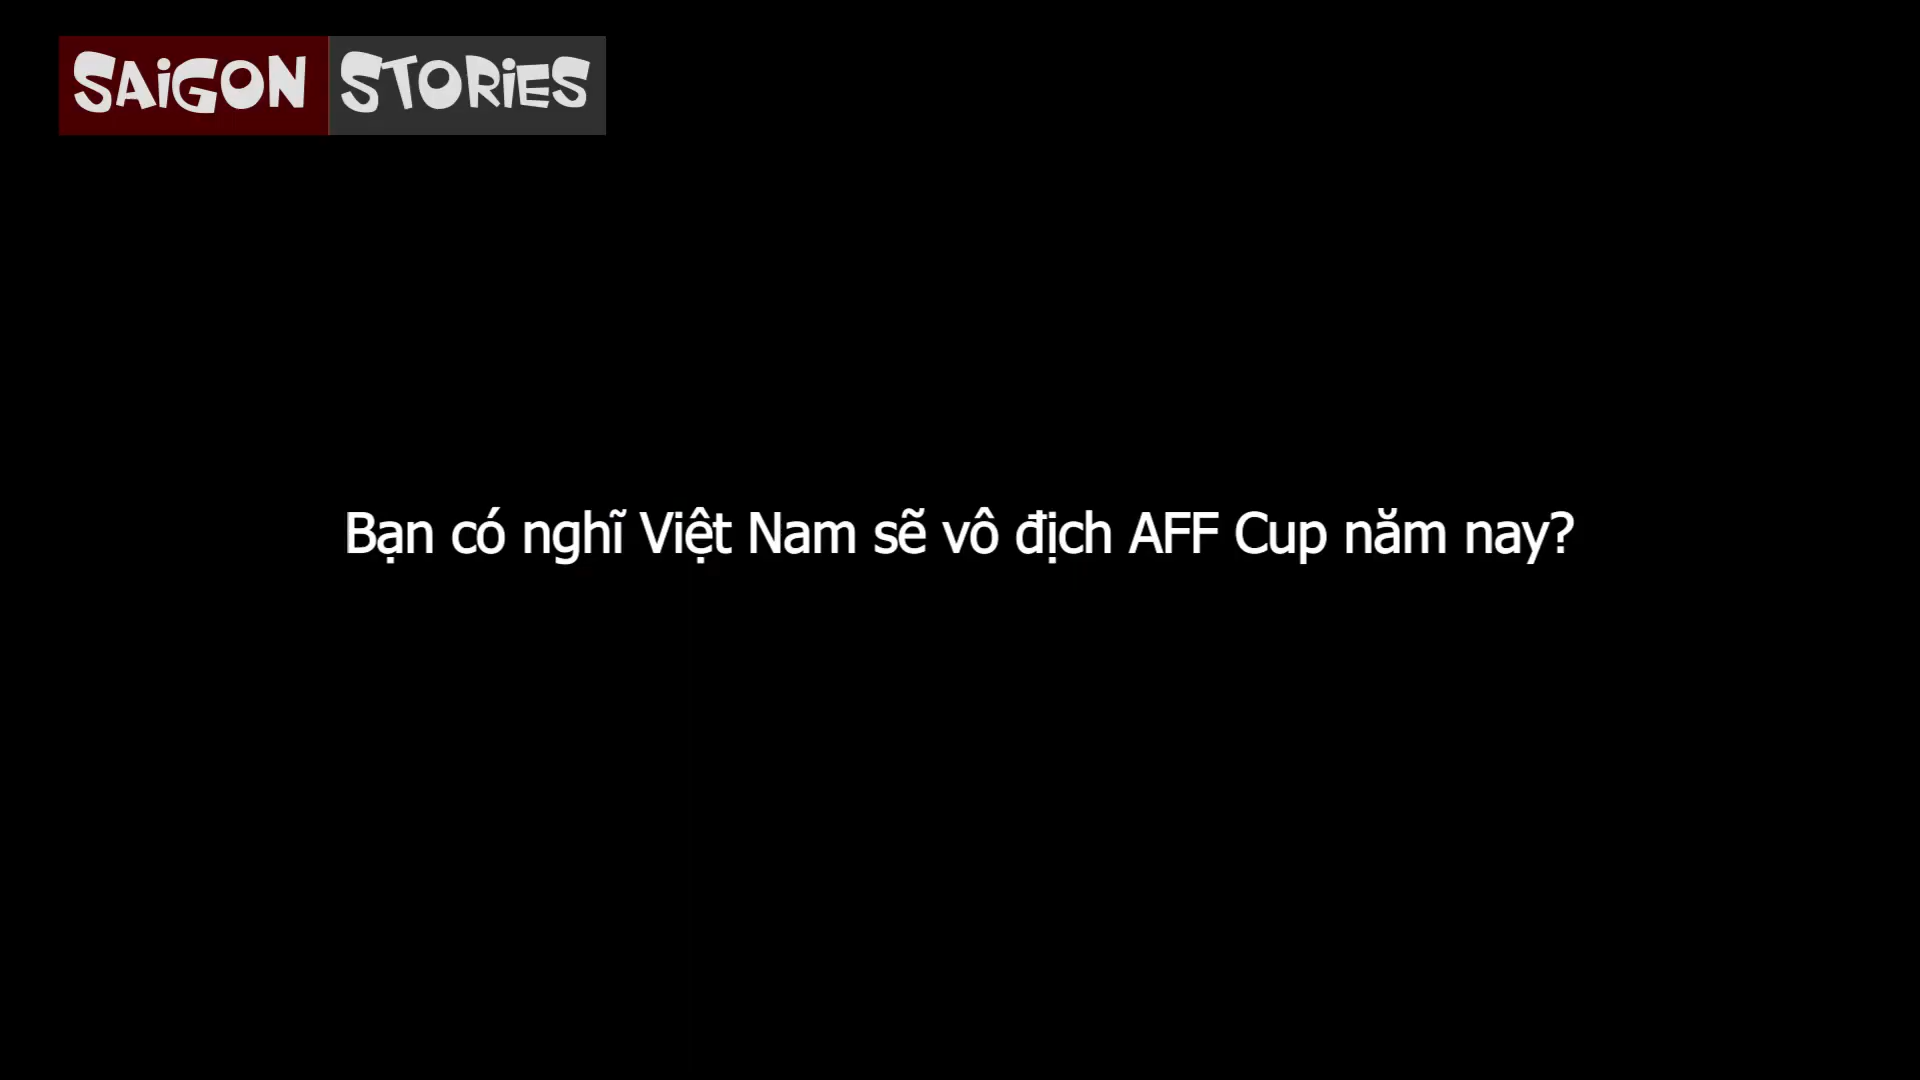 SAiGON STORiES
Bạn có nghĩ Việt Nam sẽ vô địch AFF Cup năm nay?